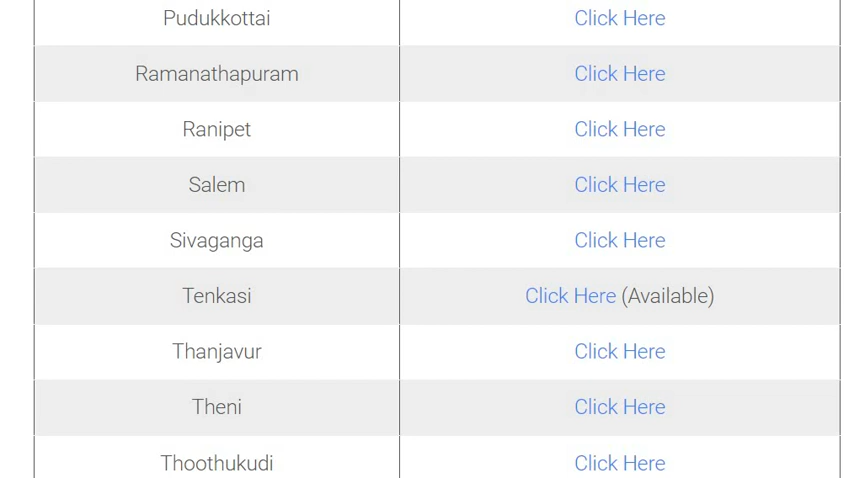 Pudukkottai Click Here
Ramanathapuram Click Here
Ranipet Click Here
Salem Click Here
Sivaganga Click Here
Tenkasi Click Here (Available)
Thanjavur Click Here
Theni Click Here
Thoothukudi Click Here